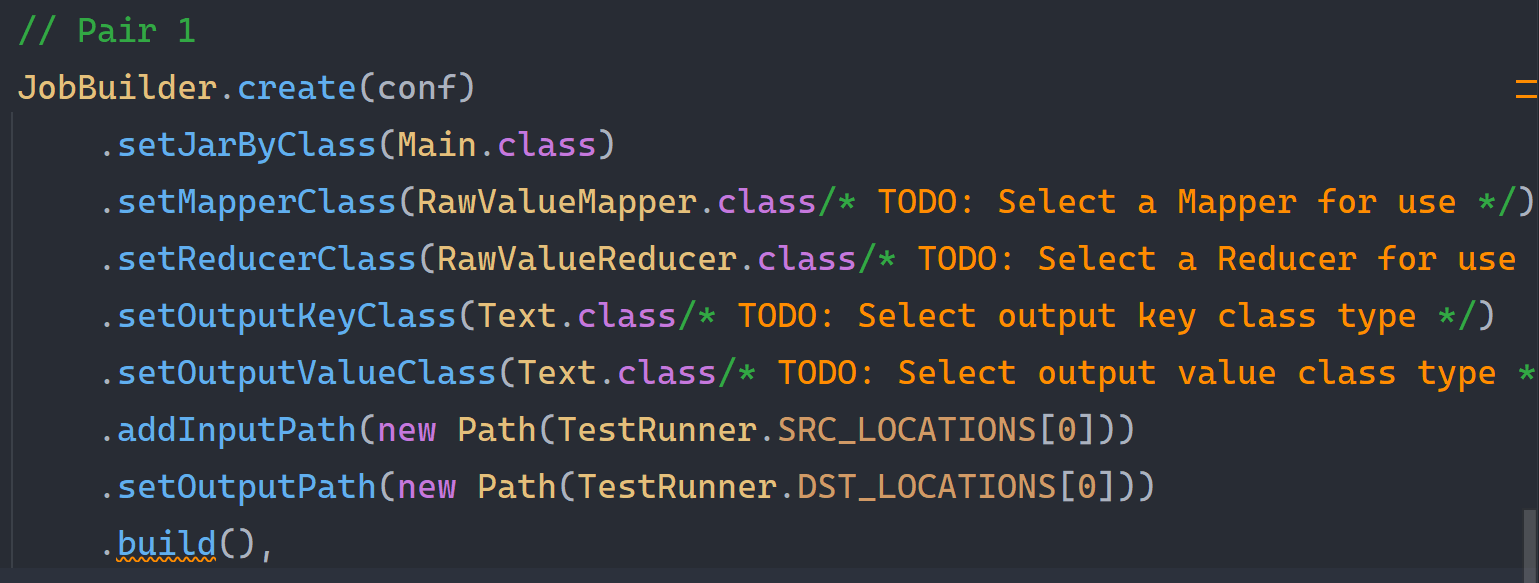 // Pair 1
JobBuilder.create(conf)
.setJarByClass(Main.class)
.setMapperClass(RawValueMapper.class/* TODO: Select a Mapper for use */)
.setReducerClass(RawValueReducer.class/* TODO: Select a Reducer for use
.setOutputKeyClass(Text.class/* TODO: Select output key class type */)
.setOutputValueClass(Text.class/* TODO: Select output value class type *
.addInputPath(new Path(TestRunner.SRC_LOCATIONS[0]))
.setOutputPath(new Path(TestRunner.DST_LOCATIONS[0]))
.build(),